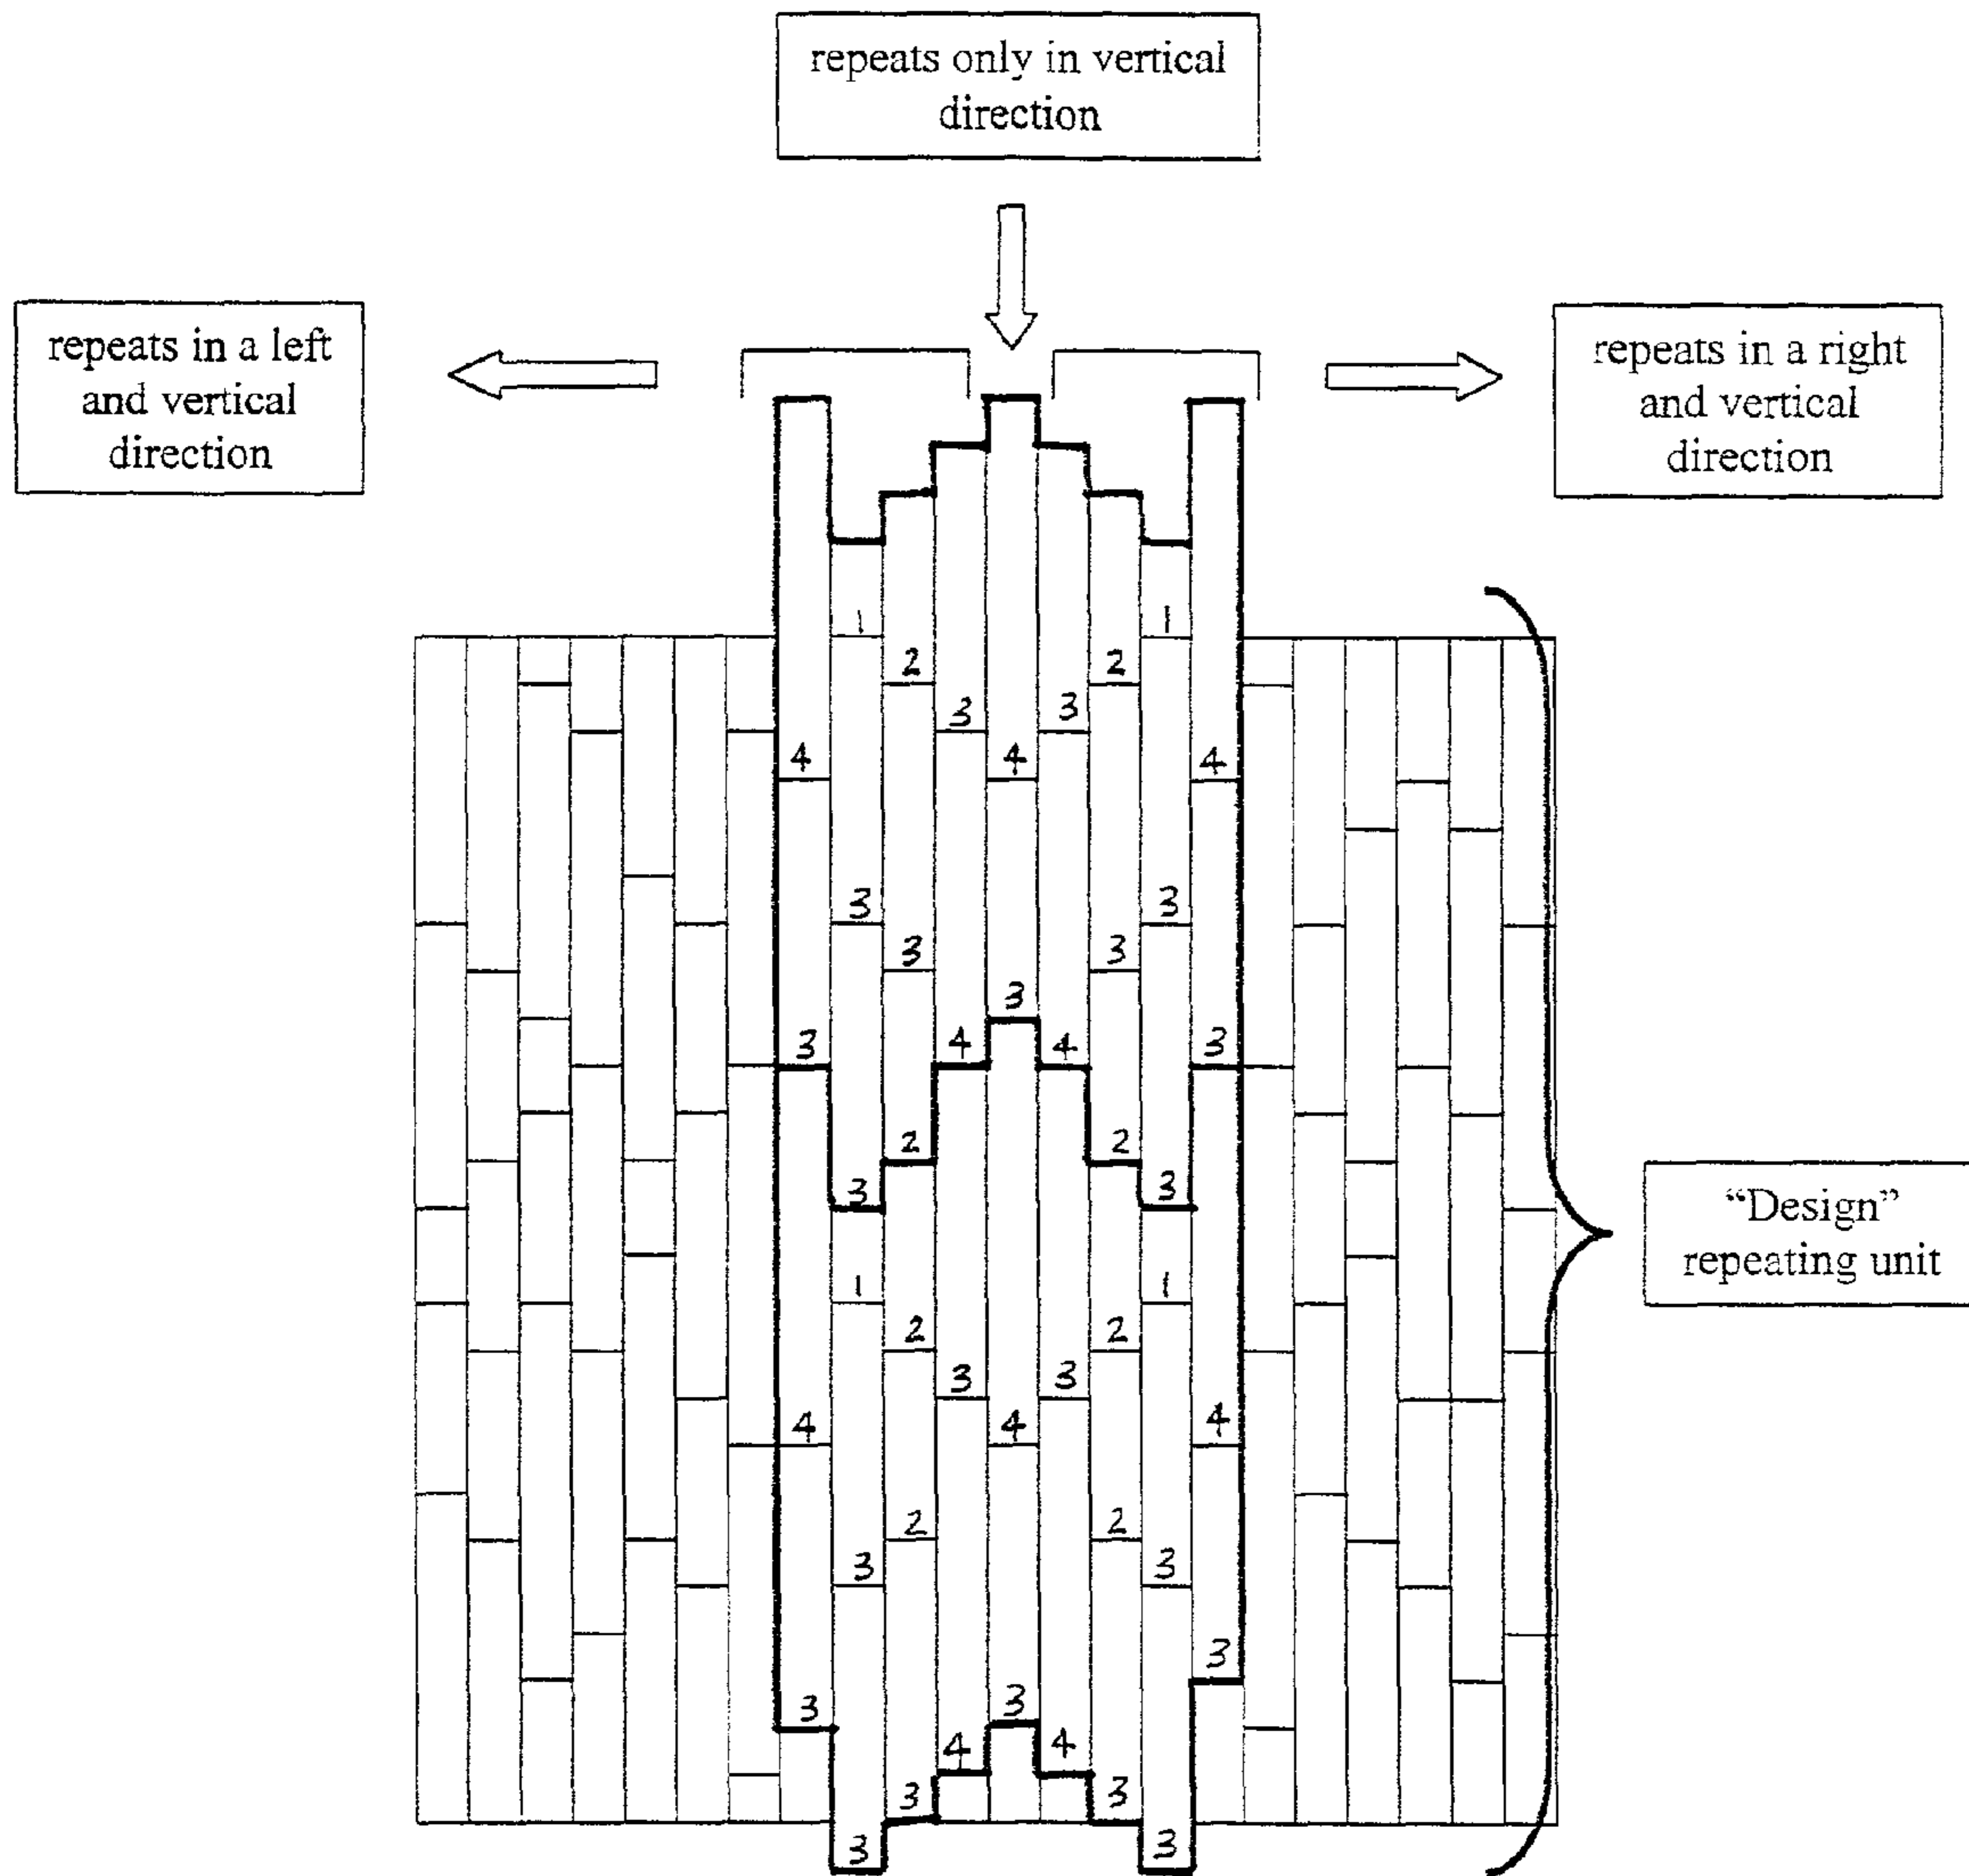 repeats only in vertical
direction
repeats in a left
and vertical
direction
repeats in a right
and vertical
direction
1 1
2 2
3 3
4 4 4
3 3
3 3
3
3 4 4 3
2 2
3 3
1 1
2 2
3 3
4 4 4
2 2
3 3
3
3 3
4 4
3 3
3 3
“Design”
repeating unit